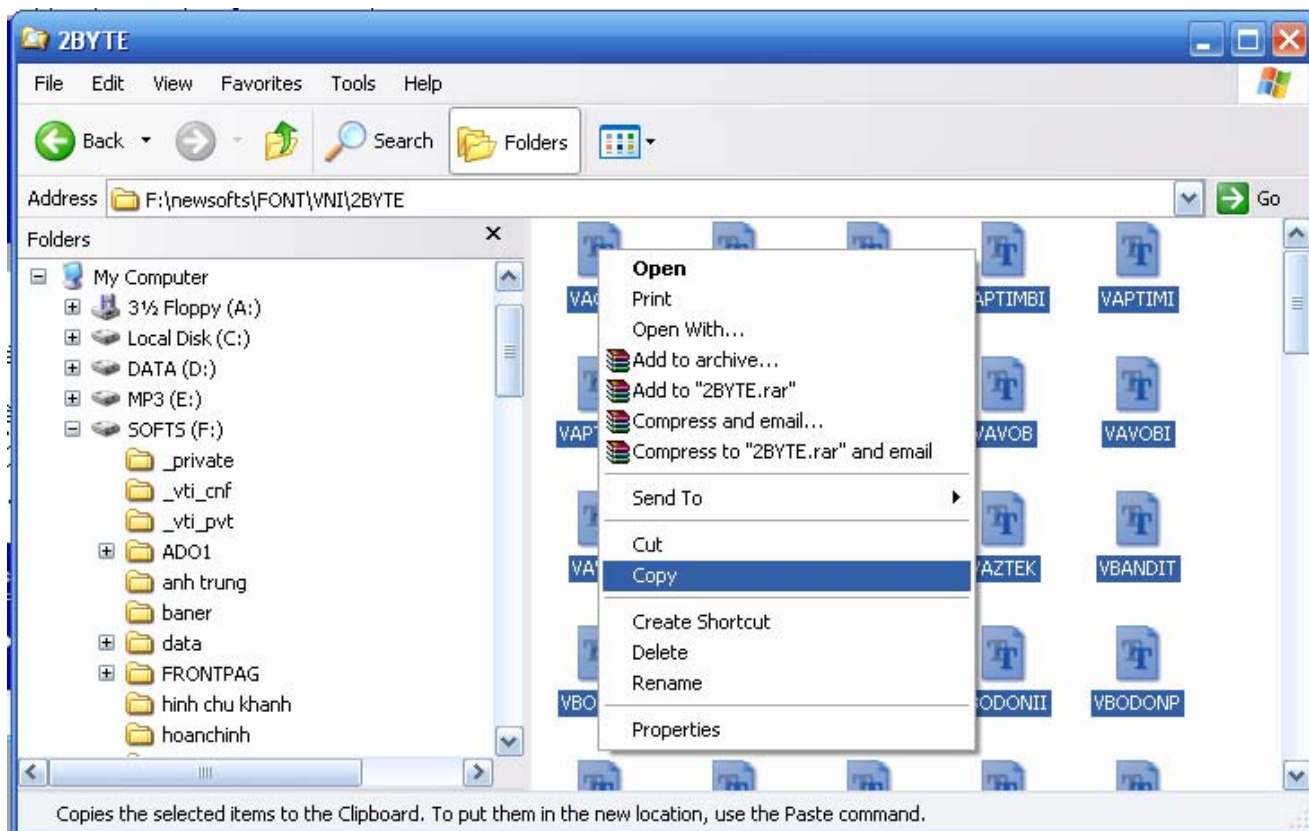 2BYTE
File Edit View Favorites Tools Help
Back Search Folders
Address F:\newsofts\FONT\VNI\2BYTE Go
Folders
My Computer
3½ Floppy (A:)
Local Disk (C:)
DATA (D:)
MP3 (E:)
SOFTS (F:)
_private
_vti_cnf
_vti_pvt
ADO1
anh trung
baner
data
FRONTPAG
hinh chu khanh
hoanchinh
APTIMBI VAPTIMI
VAVOB VAVOBI
AZTEK VBANDIT
ODONII VBODONP
Open
Print
Open With...
Add to archive...
Add to "2BYTE.rar"
Compress and email...
Compress to "2BYTE.rar" and email
Send To
Cut
Copy
Create Shortcut
Delete
Rename
Properties
Copies the selected items to the Clipboard. To put them in the new location, use the Paste command.